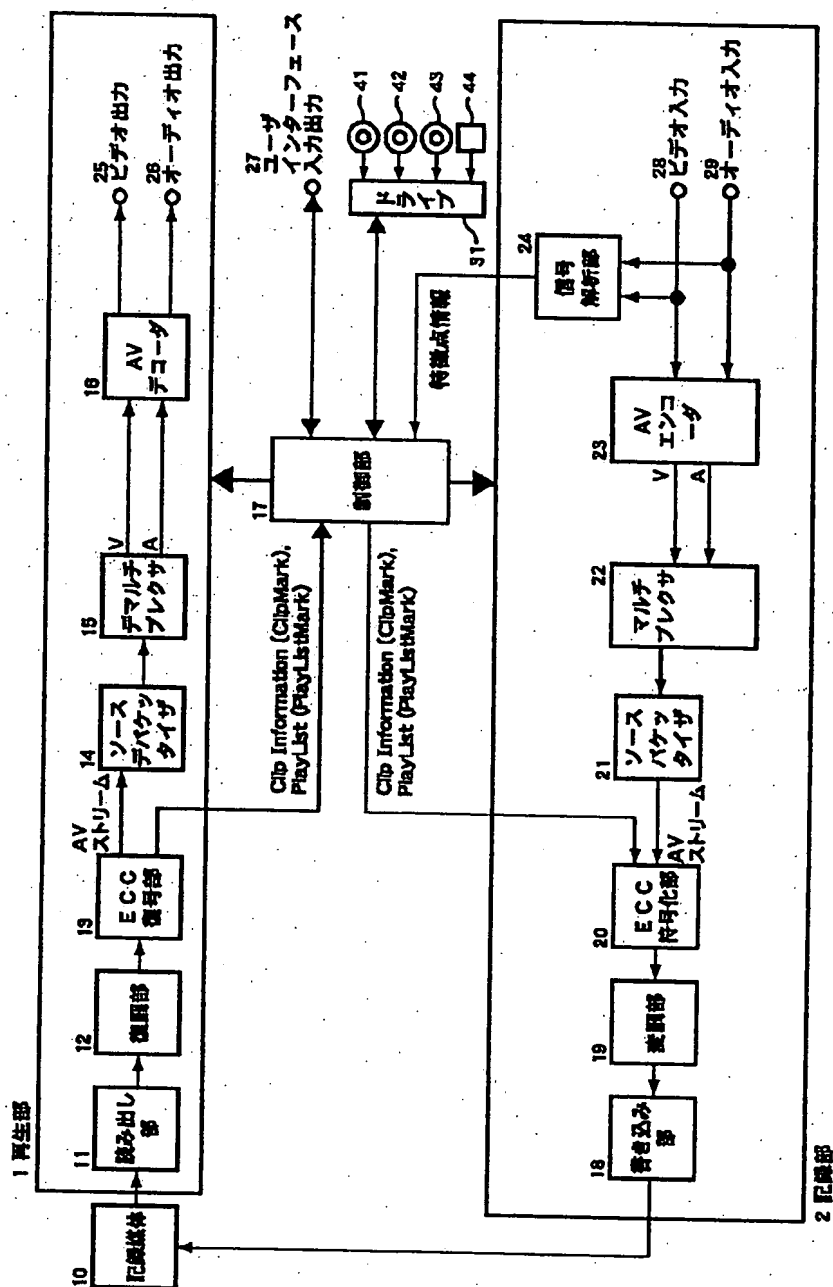 1 再生部
10
記録媒体
11
読み出し
部
12
復調部
13
ECC
復号部
AV
ストリーム
14
ソース
デパケッ
タイザ
15
デマルチ
プレクサ
V
A
16
AV
デコーダ
25
ビデオ出力
26
オーディオ出力
Clip Information (ClipMark),
PlayList (PlayListMark)
Clip Information (ClipMark),
PlayList (PlayListMark)
17
制御部
27
ユーザ
インターフェース
入力出力
特徴点情報
ドライブ
31
41
42
43
44
2 記録部
18
書き込み
部
19
変調部
20
ECC
符号化部
AV
ストリーム
21
ソース
パケッ
タイザ
22
マルチ
プレクサ
V
A
23
AV
エンコ
ーダ
24
信号
解析部
28
ビデオ入力
29
オーディオ入力